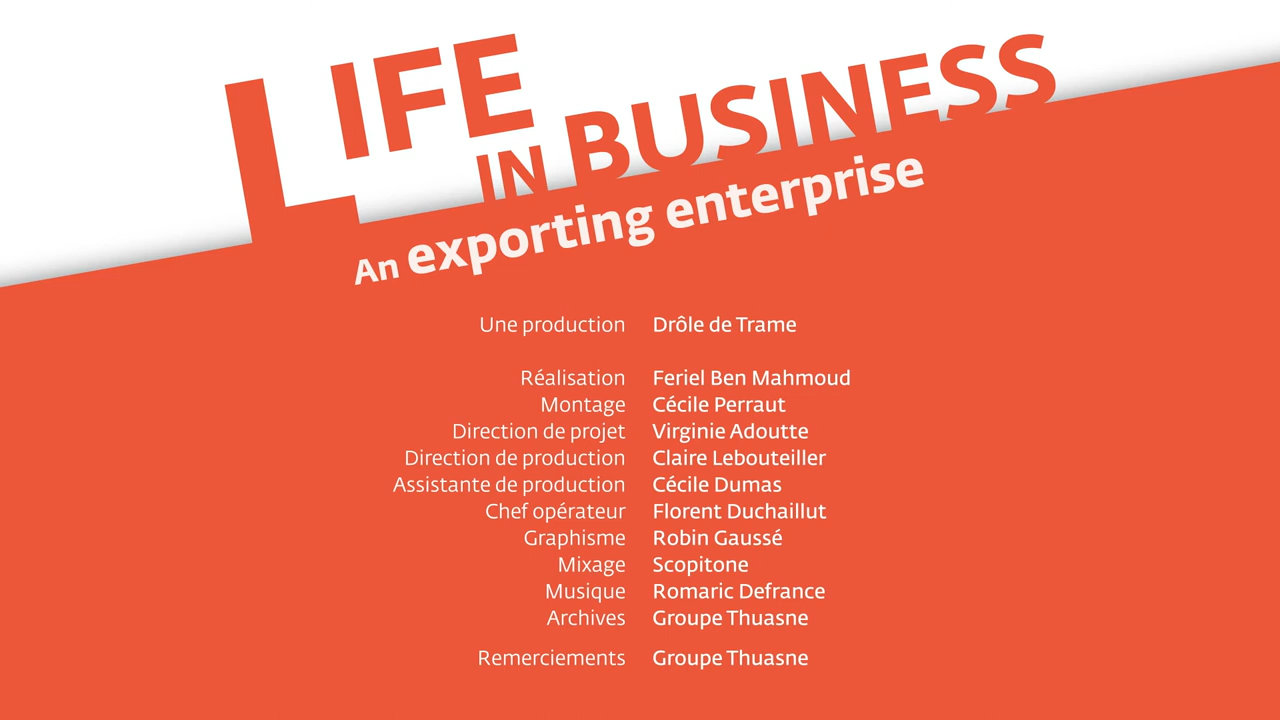 LIFE
IN BUSINESS
An exporting enterprise
Une production Drôle de Trame
Réalisation Feriel Ben Mahmoud
Montage Cécile Perraut
Direction de projet Virginie Adoutte
Direction de production Claire Lebouteiller
Assistante de production Cécile Dumas
Chef opérateur Florent Duchaillut
Graphisme Robin Gaussé
Mixage Scopitone
Musique Romaric Defrance
Archives Groupe Thuasne
Remerciements Groupe Thuasne